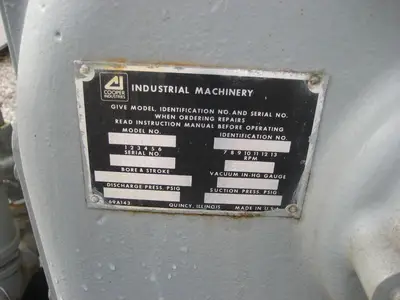 AI
COOPER
INDUSTRIES
INDUSTRIAL MACHINERY
GIVE MODEL, IDENTIFICATION NO. AND SERIAL NO.
WHEN ORDERING REPAIRS
READ INSTRUCTION MANUAL BEFORE OPERATING
MODEL NO. IDENTIFICATION NO.
1 2 3 4 5 6 7 8 9 10 11 12 13
SERIAL NO. RPM
BORE & STROKE VACUUM IN-HG GAUGE
DISCHARGE PRESS. PSIG SUCTION PRESS. PSIG
69A143 QUINCY, ILLINOIS MADE IN U.S.A.